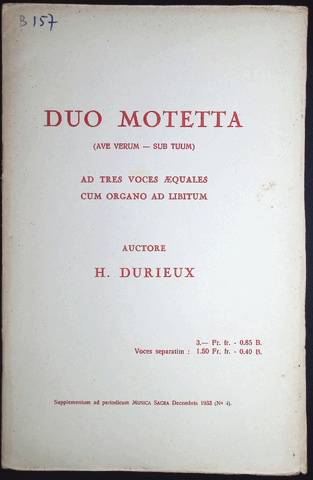 B 157
DUO MOTETTA
(AVE VERUM — SUB TUUM)
AD TRES VOCES ÆQUALES
CUM ORGANO AD LIBITUM
AUCTORE
H. DURIEUX
3.— Fr. fr. - 0.85 B.
Voces separatim : 1.50 Fr. fr. - 0.40 B.
Supplementum ad periodicum MUSICA SACRA Decembris 1953 (Nº 4).